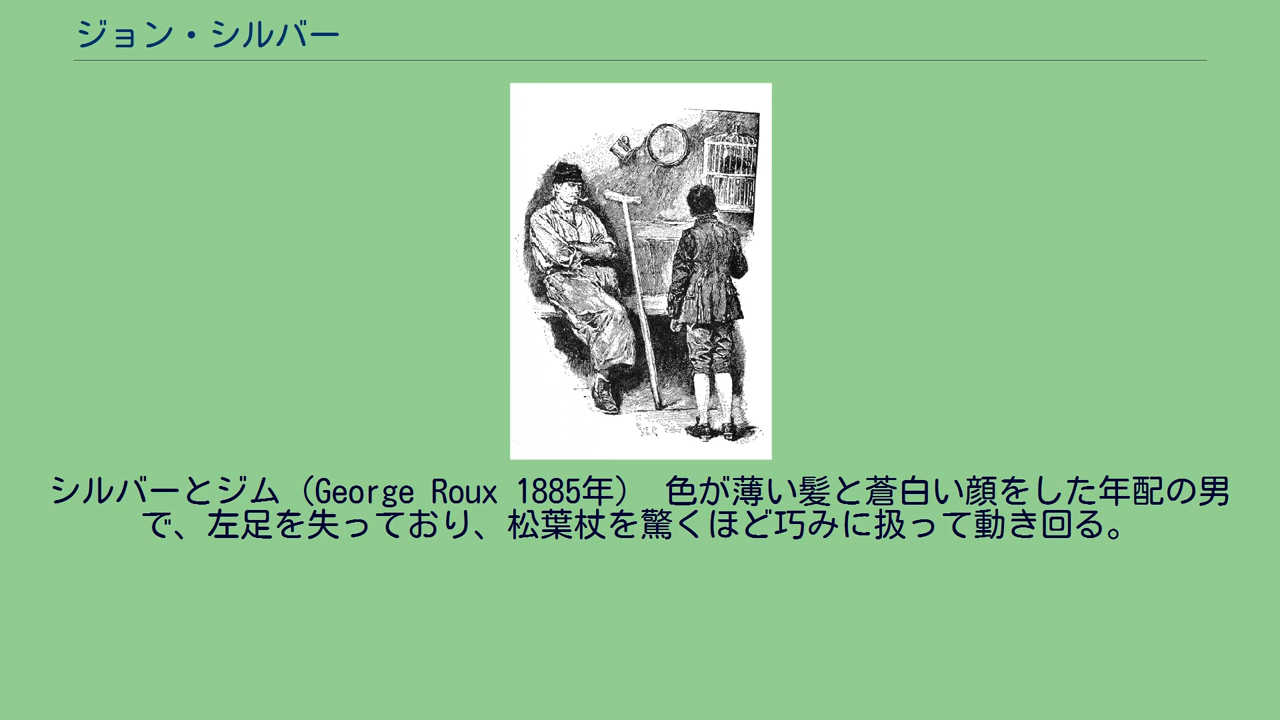 ジョン・シルバー
シルバーとジム（George Roux 1885年） 色が薄い髪と蒼白い顔をした年配の男
で、左足を失っており、松葉杖を驚くほど巧みに扱って動き回る。